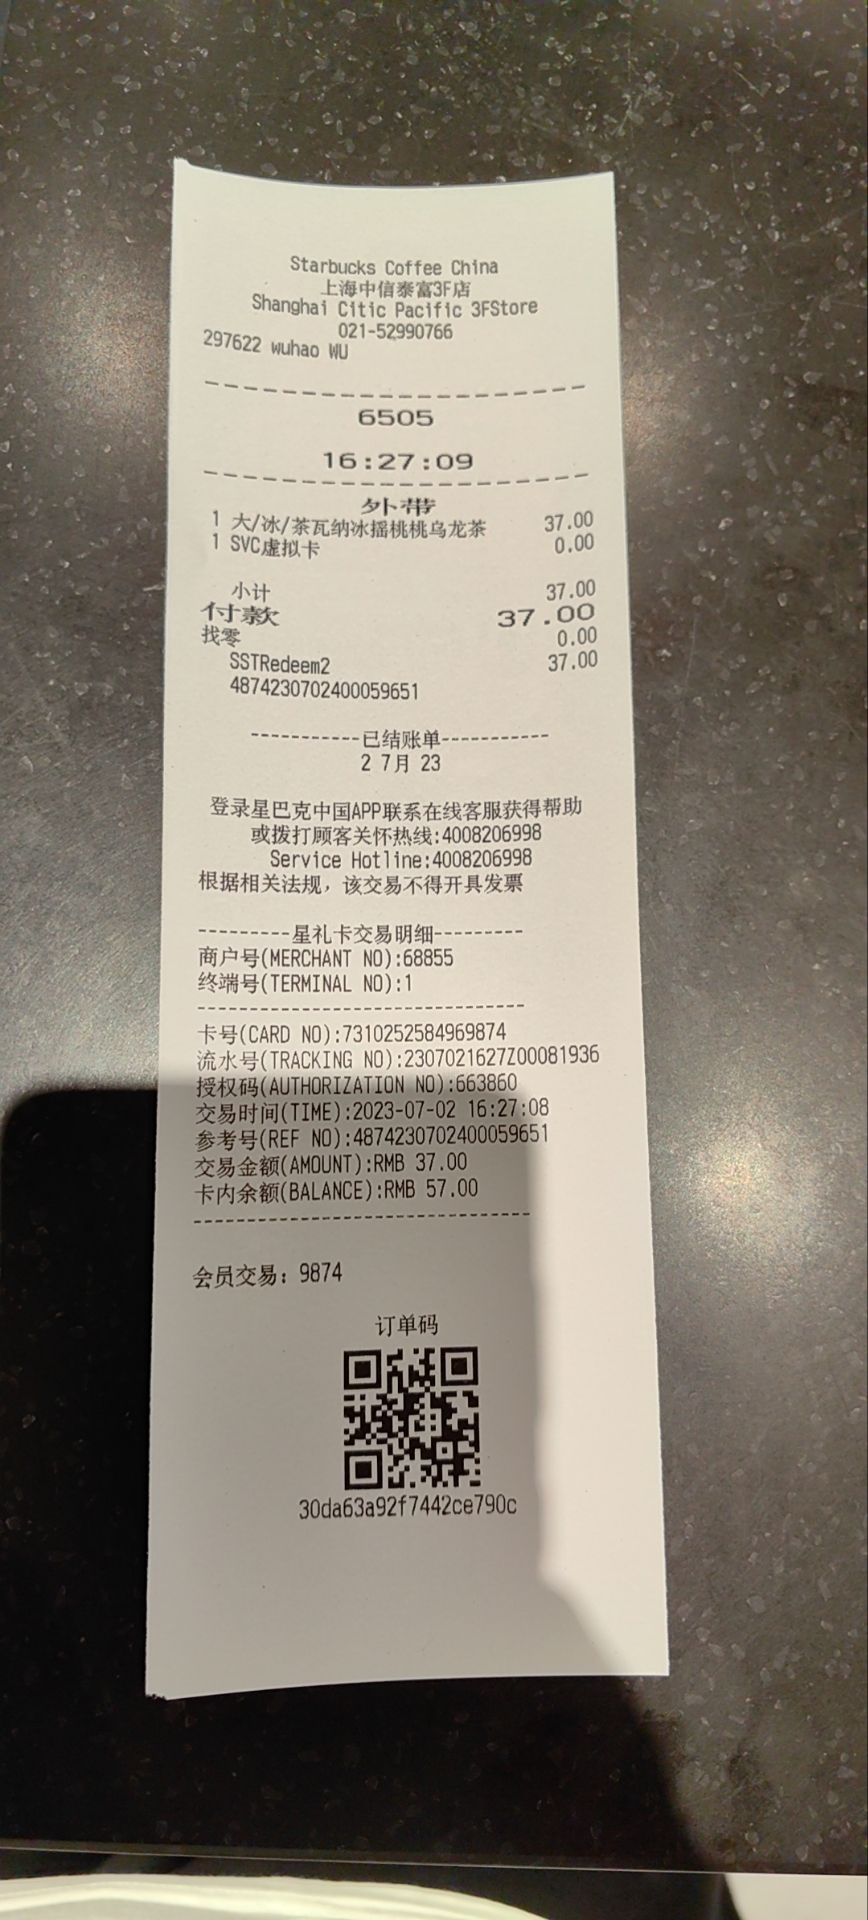 Starbucks Coffee China
上海中信泰富3F店
Shanghai Citic Pacific 3FStore
021-52990766
297622 wuhao WU
--------------------------------
6505
16:27:09
--------------------------------
外带
1 大/冰/茶瓦纳冰摇桃桃乌龙茶 37.00
1 SVC虚拟卡 0.00
小计 37.00
付款 37.00
找零 0.00
SSTRedeem2 37.00
4874230702400059651
-----------已结账单-----------
2 7月 23
登录星巴克中国APP联系在线客服获得帮助
或拨打顾客关怀热线:4008206998
Service Hotline:4008206998
根据相关法规，该交易不得开具发票
---------星礼卡交易明细---------
商户号(MERCHANT NO):68855
终端号(TERMINAL NO):1
--------------------------------
卡号(CARD NO):7310252584969874
流水号(TRACKING NO):2307021627Z00081936
授权码(AUTHORIZATION NO):663860
交易时间(TIME):2023-07-02 16:27:08
参考号(REF NO):4874230702400059651
交易金额(AMOUNT):RMB 37.00
卡内余额(BALANCE):RMB 57.00
--------------------------------
会员交易: 9874
订单码
30da63a92f7442ce790c